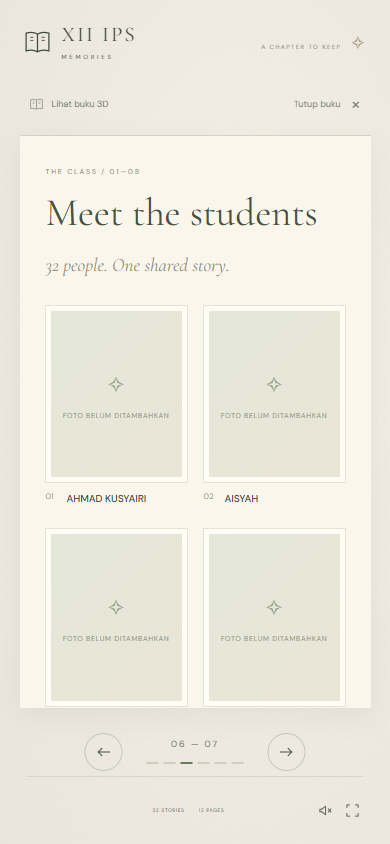 XII IPS
MEMORIES
A CHAPTER TO KEEP
Lihat buku 3D
Tutup buku
THE CLASS / 01—08
Meet the students
32 people. One shared story.
FOTO BELUM DITAMBAHKAN
FOTO BELUM DITAMBAHKAN
01 AHMAD KUSYAIRI
02 AISYAH
FOTO BELUM DITAMBAHKAN
FOTO BELUM DITAMBAHKAN
06 — 07
32 STORIES
12 PAGES